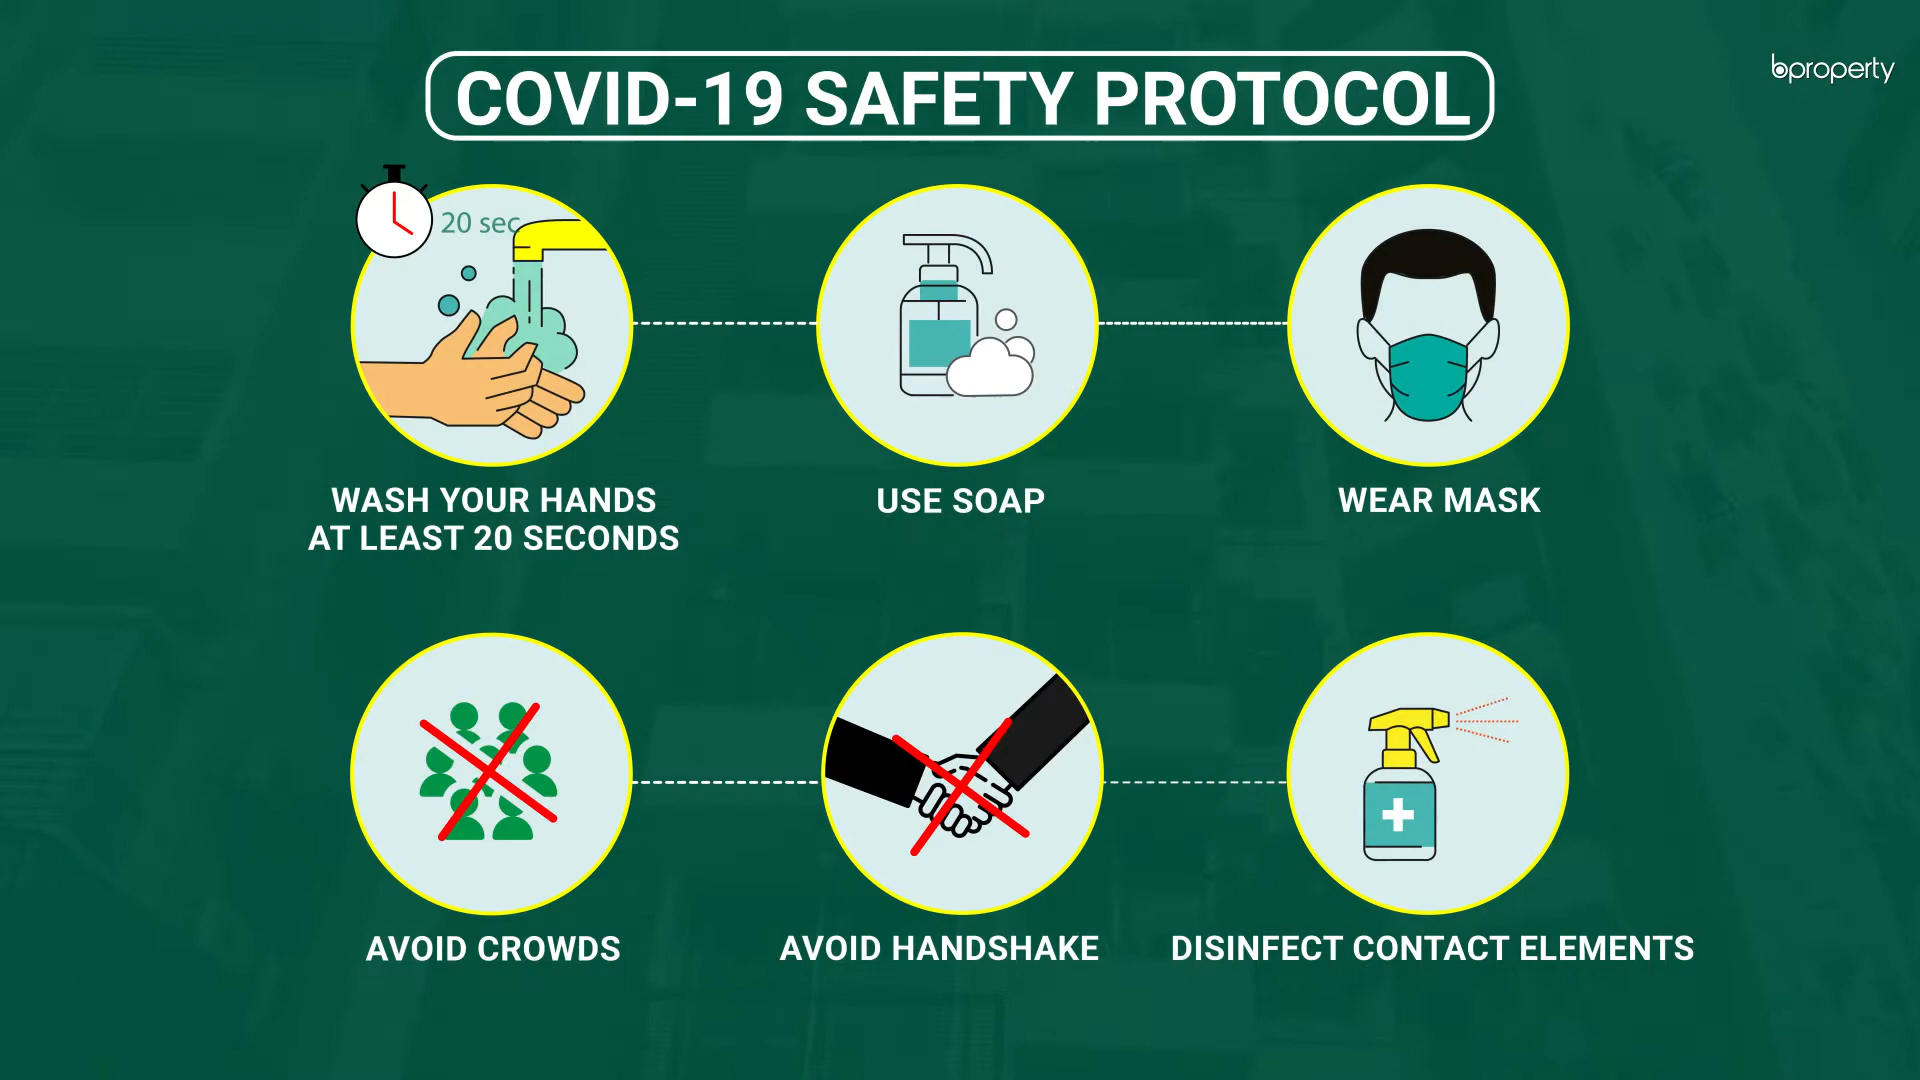 COVID-19 SAFETY PROTOCOL
bproperty
20 sec
WASH YOUR HANDS
AT LEAST 20 SECONDS
USE SOAP
WEAR MASK
AVOID CROWDS
AVOID HANDSHAKE
DISINFECT CONTACT ELEMENTS